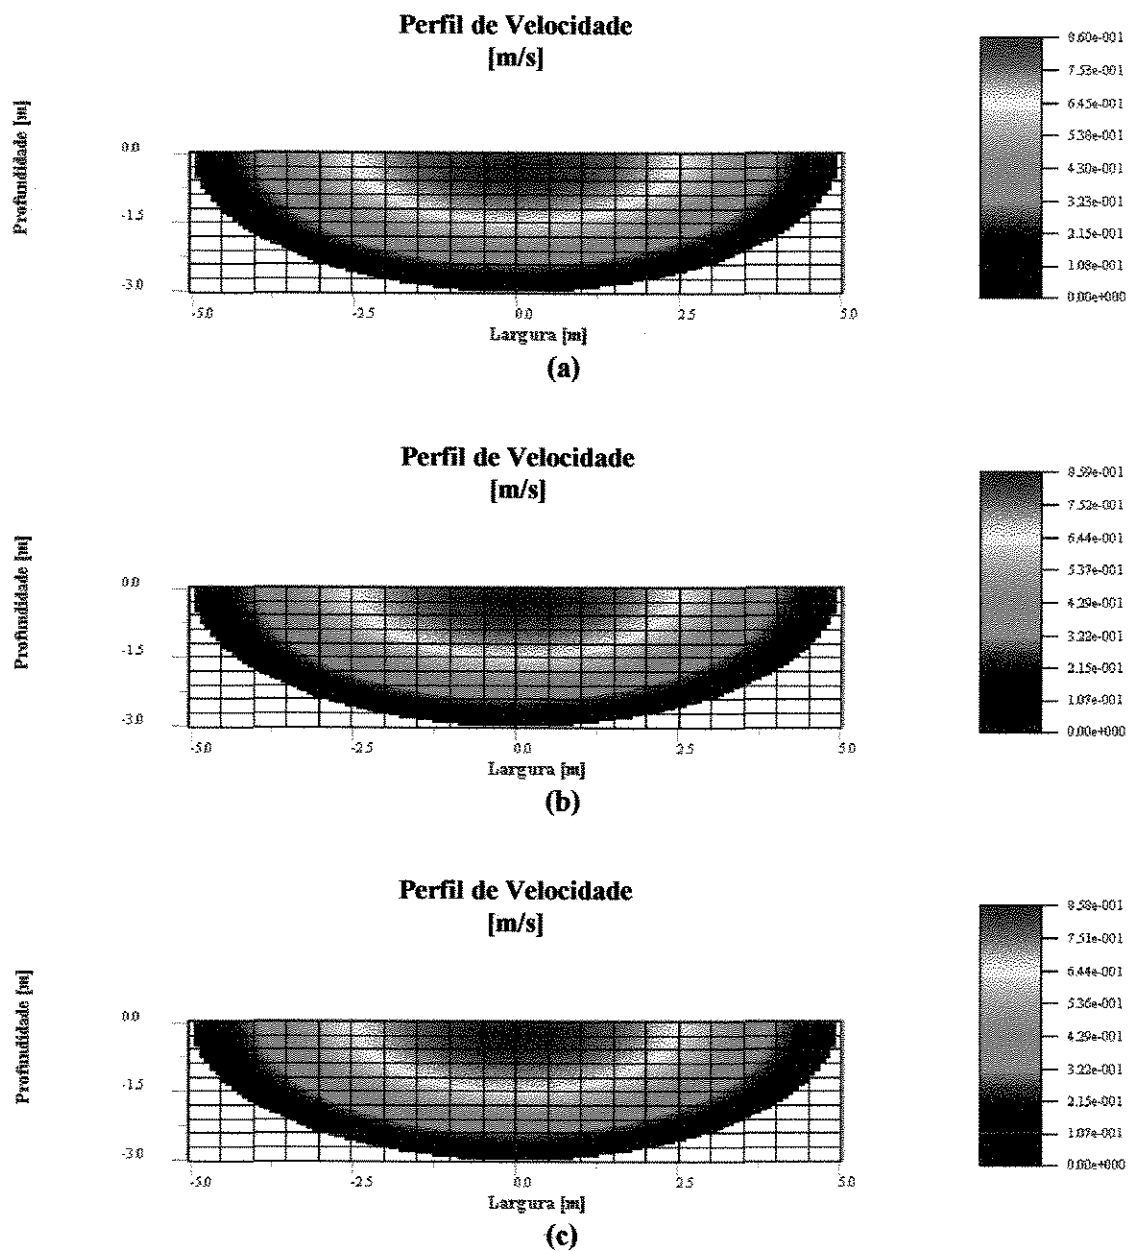 Perfil de Velocidade
[m/s]
8.60e-001
7.53e-001
6.45e-001
5.38e-001
4.30e-001
3.23e-001
2.15e-001
1.08e-001
0.00e+000
Profundidade [m]
0.0
-1.5
-3.0
-5.0
-2.5
0.0
2.5
5.0
Largura [m]
(a)
Perfil de Velocidade
[m/s]
8.59e-001
7.52e-001
6.44e-001
5.37e-001
4.29e-001
3.22e-001
2.15e-001
1.07e-001
0.00e+000
Profundidade [m]
0.0
-1.5
-3.0
-5.0
-2.5
0.0
2.5
5.0
Largura [m]
(b)
Perfil de Velocidade
[m/s]
8.58e-001
7.51e-001
6.44e-001
5.36e-001
4.29e-001
3.22e-001
2.15e-001
1.07e-001
0.00e+000
Profundidade [m]
0.0
-1.5
-3.0
-5.0
-2.5
0.0
2.5
5.0
Largura [m]
(c)